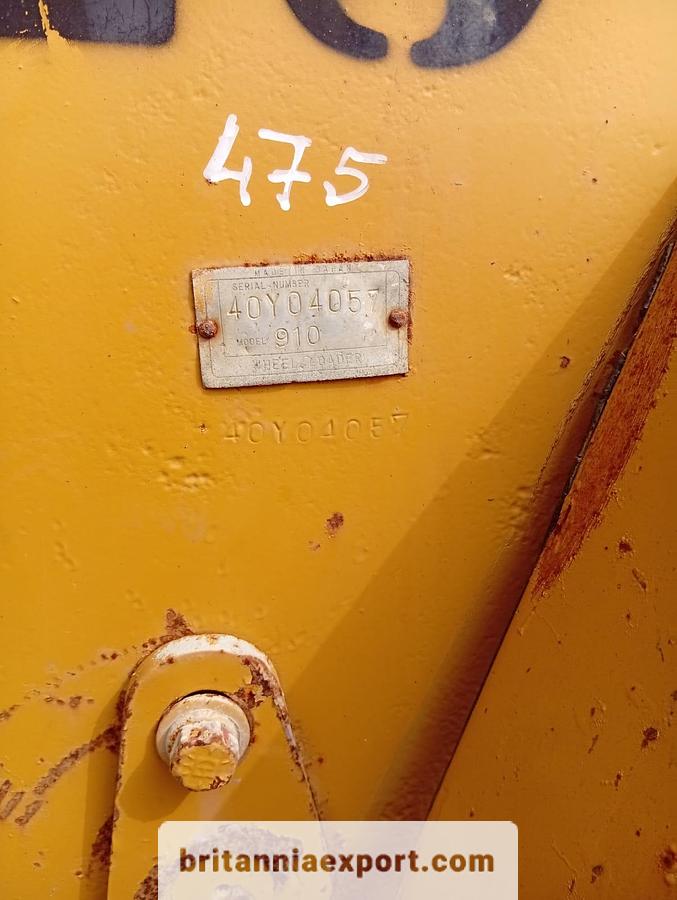 475
MADE IN JAPAN
SERIAL NUMBER
40Y04057
MODEL 910
WHEEL LOADER
40Y04057
britanniaexport.com